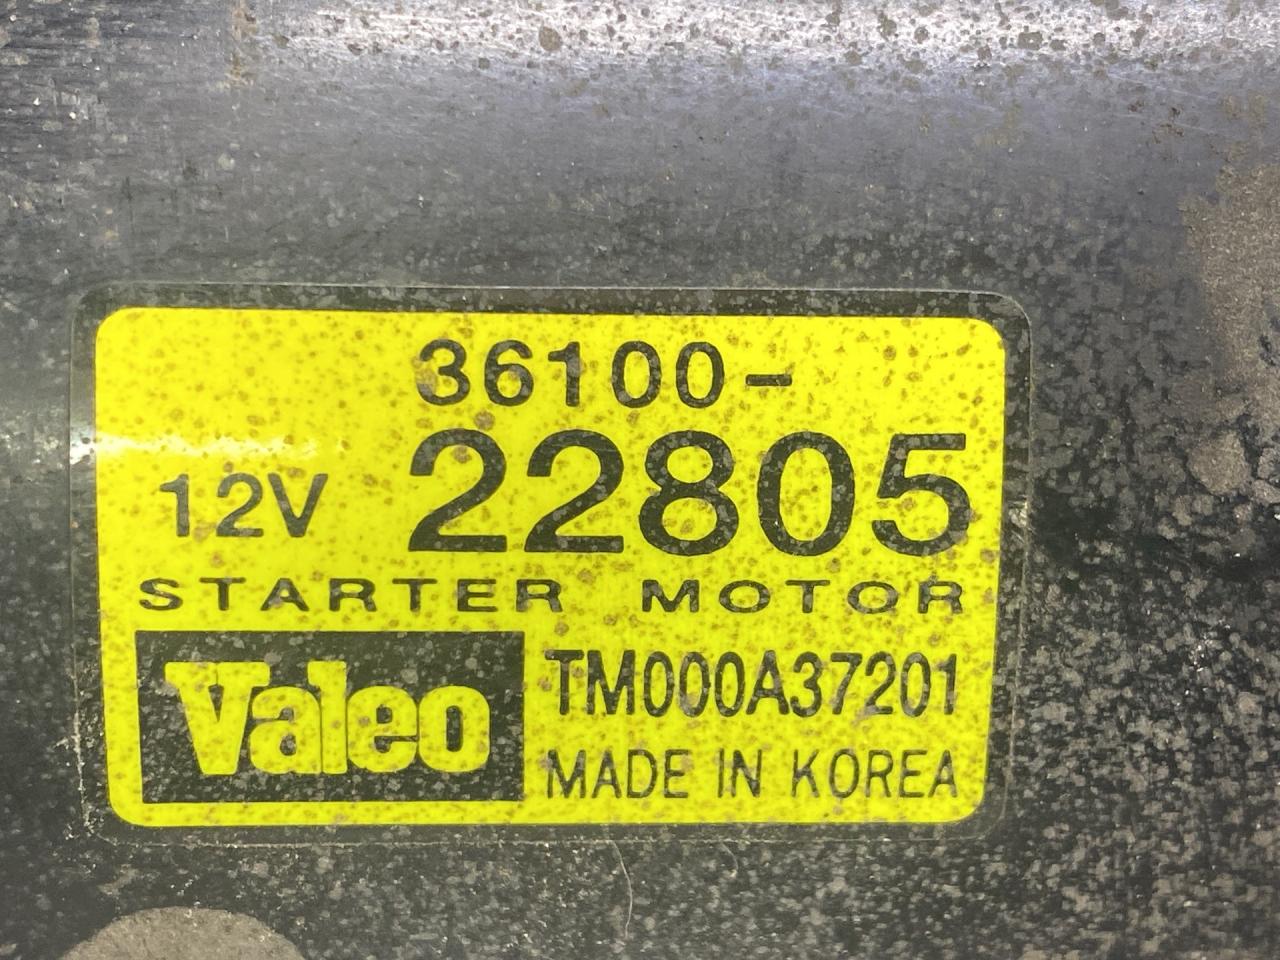 36100-
12V 22805
STARTER MOTOR
Valeo TM000A37201
MADE IN KOREA